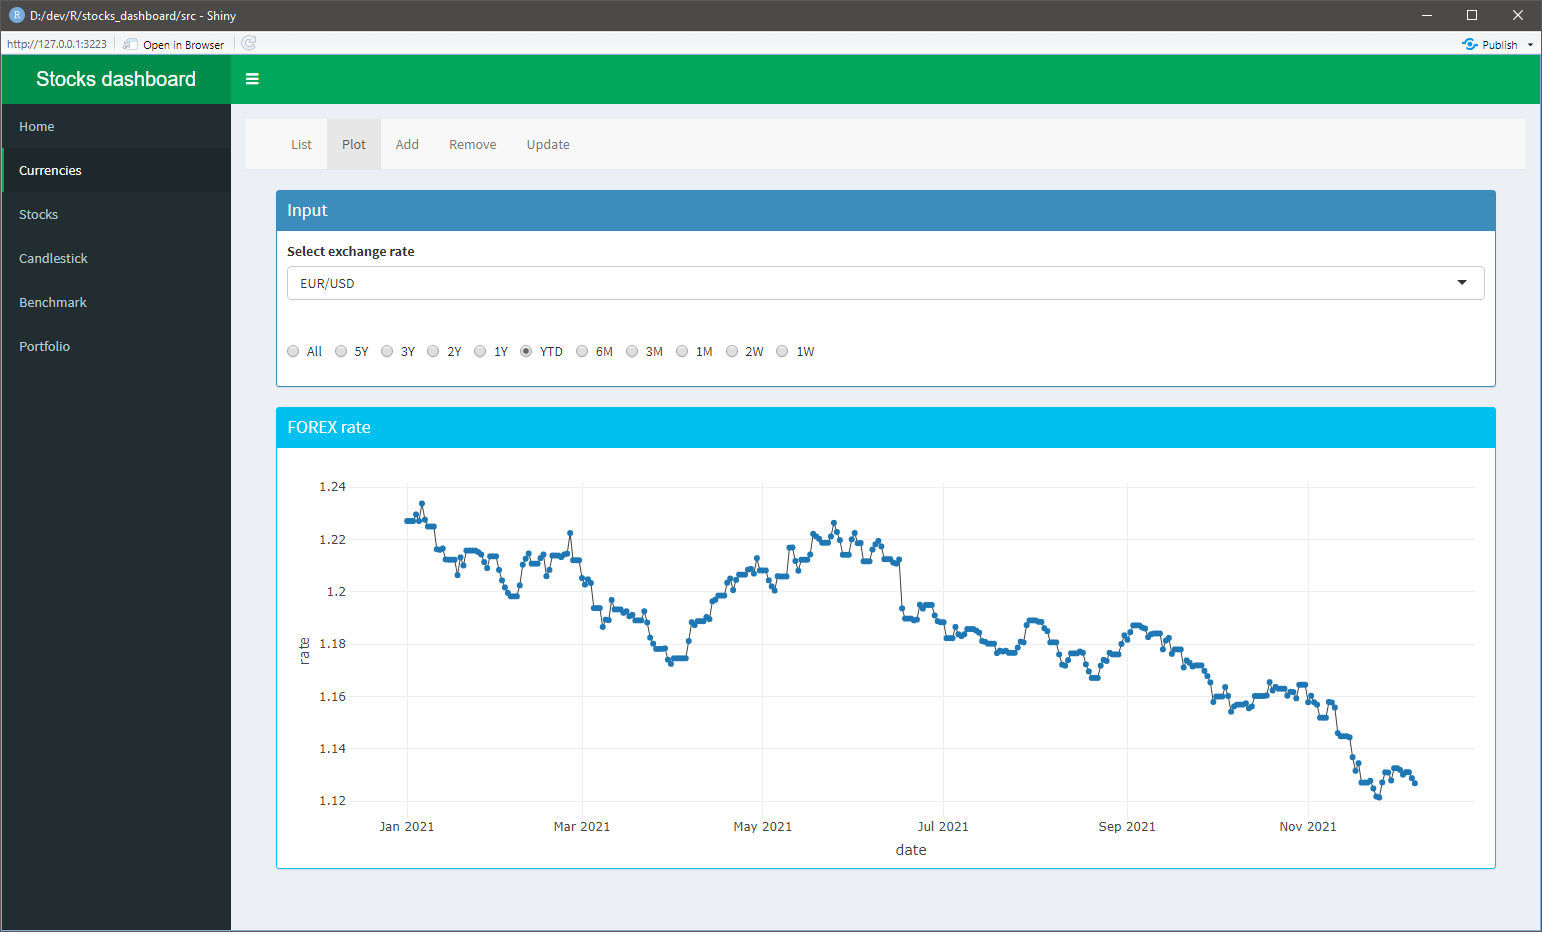 D:/dev/R/stocks_dashboard/src - Shiny
http://127.0.0.1:3223 Open in Browser Publish
Stocks dashboard
Home
Currencies
Stocks
Candlestick
Benchmark
Portfolio
List Plot Add Remove Update
Input
Select exchange rate
EUR/USD
All 5Y 3Y 2Y 1Y YTD 6M 3M 1M 2W 1W
FOREX rate
1.24
1.22
1.2
1.18
1.16
1.14
1.12
rate
Jan 2021 Mar 2021 May 2021 Jul 2021 Sep 2021 Nov 2021
date